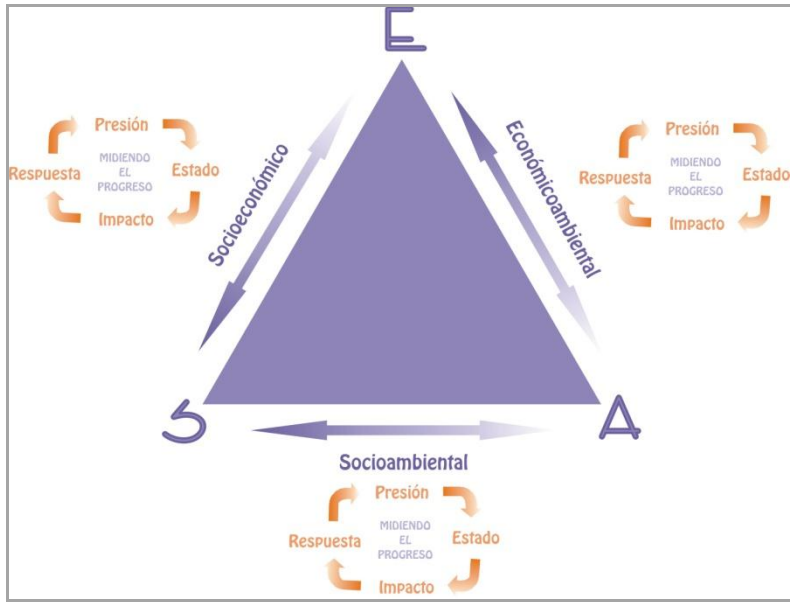 E
Presión
Respuesta
MIDIENDO
EL
PROGRESO
Estado
Impacto
Socioeconómico
Económicoambiental
Presión
Respuesta
MIDIENDO
EL
PROGRESO
Estado
Impacto
S
A
Socioambiental
Presión
Respuesta
MIDIENDO
EL
PROGRESO
Estado
Impacto